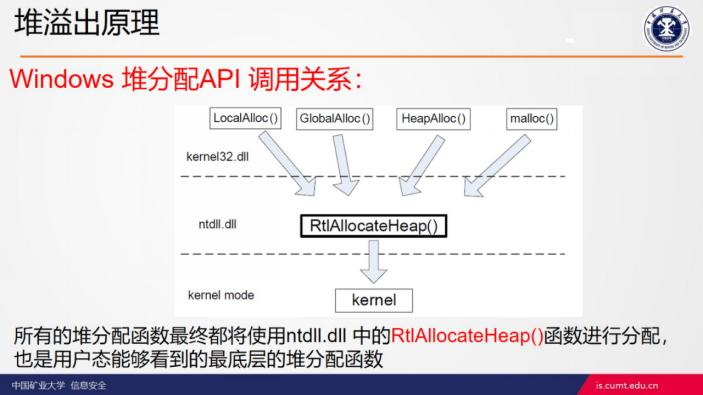 堆溢出原理
Windows 堆分配API 调用关系：
LocalAlloc() GlobalAlloc() HeapAlloc() malloc()
kernel32.dll
ntdll.dll RtlAllocateHeap()
kernel mode kernel
所有的堆分配函数最终都将使用ntdll.dll 中的RtlAllocateHeap()函数进行分配，
也是用户态能够看到的最底层的堆分配函数
中国矿业大学 信息安全 is.cumt.edu.cn